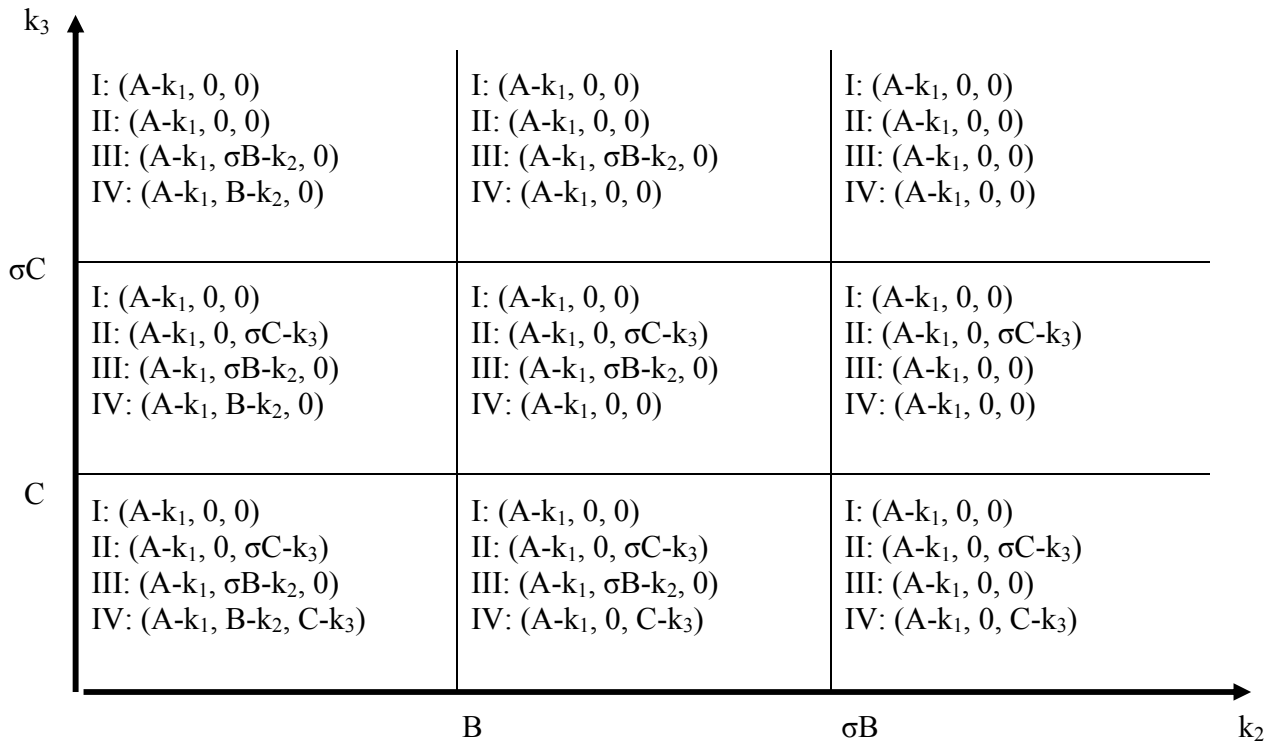 k₃
I: (A-k₁, 0, 0)
II: (A-k₁, 0, 0)
III: (A-k₁, σB-k₂, 0)
IV: (A-k₁, B-k₂, 0)
I: (A-k₁, 0, 0)
II: (A-k₁, 0, 0)
III: (A-k₁, σB-k₂, 0)
IV: (A-k₁, 0, 0)
I: (A-k₁, 0, 0)
II: (A-k₁, 0, 0)
III: (A-k₁, 0, 0)
IV: (A-k₁, 0, 0)
σC
I: (A-k₁, 0, 0)
II: (A-k₁, 0, σC-k₃)
III: (A-k₁, σB-k₂, 0)
IV: (A-k₁, B-k₂, 0)
I: (A-k₁, 0, 0)
II: (A-k₁, 0, σC-k₃)
III: (A-k₁, σB-k₂, 0)
IV: (A-k₁, 0, 0)
I: (A-k₁, 0, 0)
II: (A-k₁, 0, σC-k₃)
III: (A-k₁, 0, 0)
IV: (A-k₁, 0, 0)
C
I: (A-k₁, 0, 0)
II: (A-k₁, 0, σC-k₃)
III: (A-k₁, σB-k₂, 0)
IV: (A-k₁, B-k₂, C-k₃)
I: (A-k₁, 0, 0)
II: (A-k₁, 0, σC-k₃)
III: (A-k₁, σB-k₂, 0)
IV: (A-k₁, 0, C-k₃)
I: (A-k₁, 0, 0)
II: (A-k₁, 0, σC-k₃)
III: (A-k₁, 0, 0)
IV: (A-k₁, 0, C-k₃)
B
σB
k₂